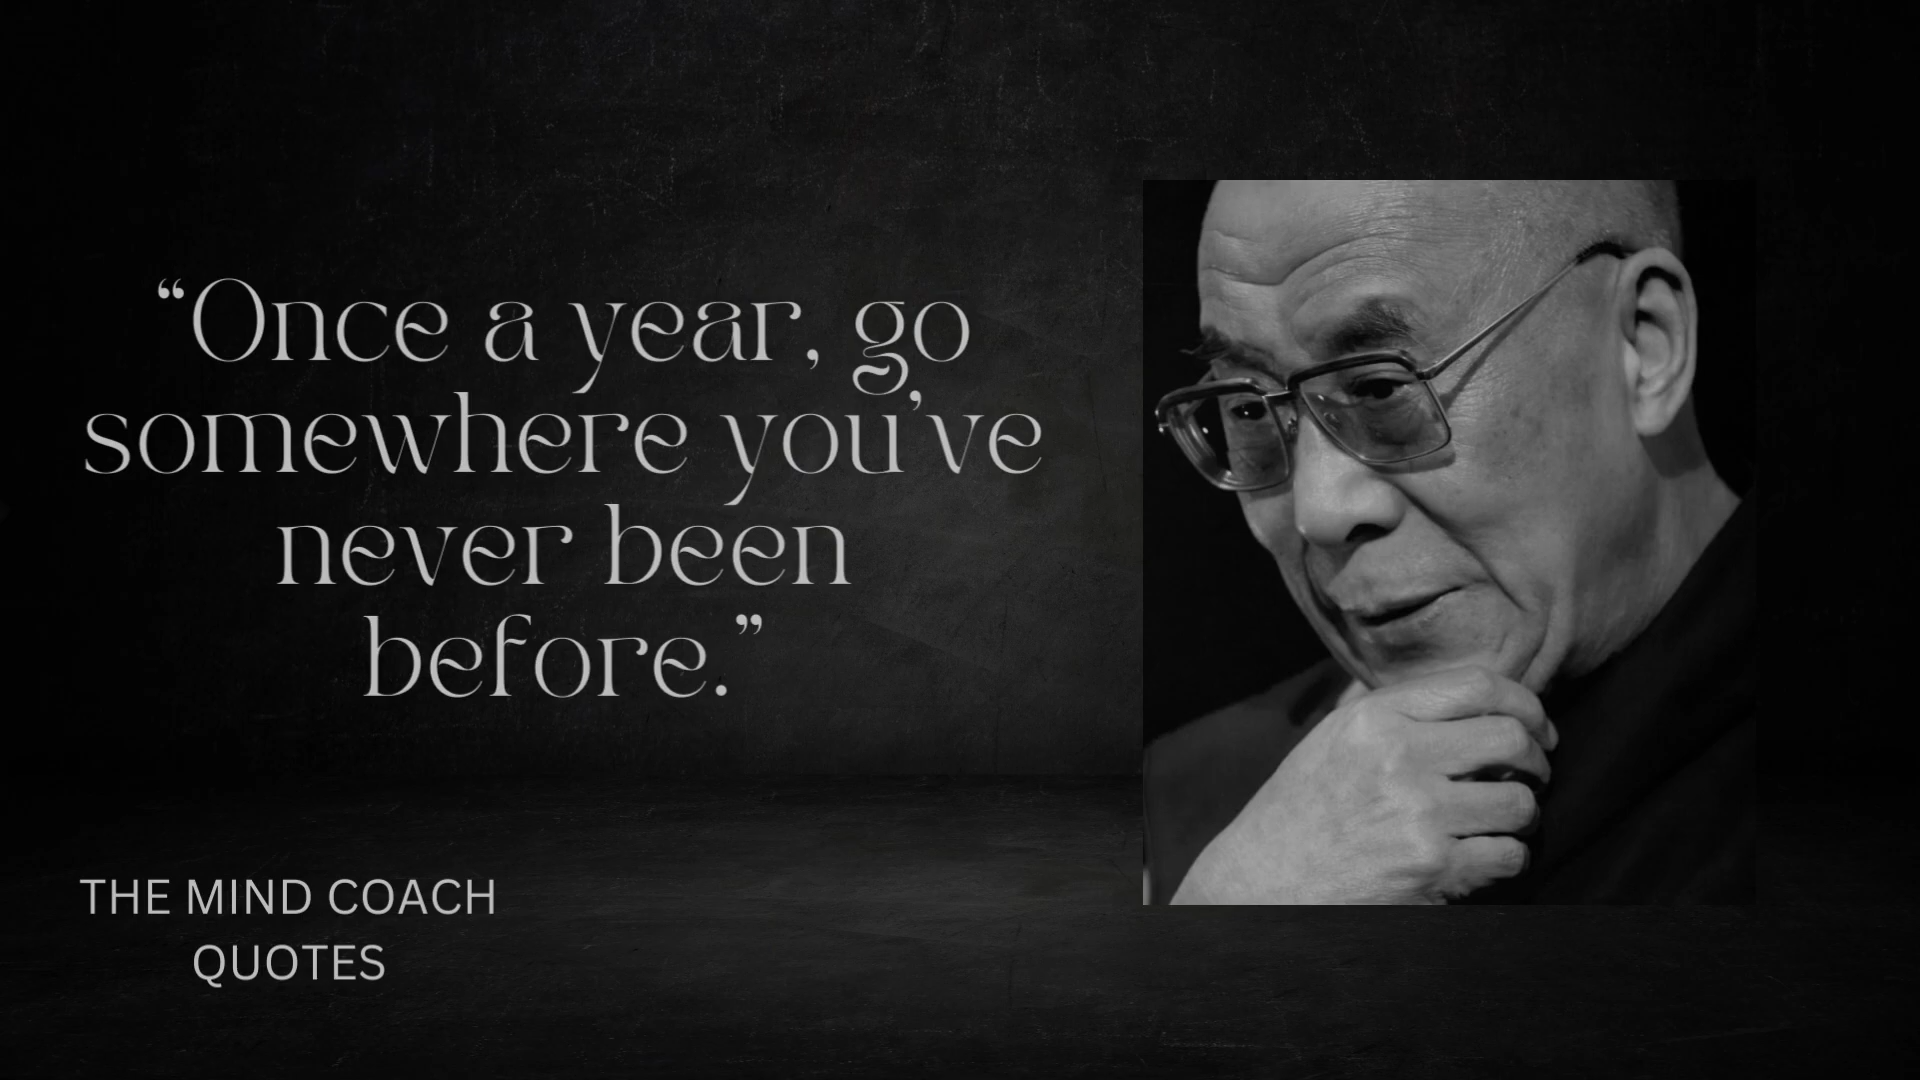 “Once a year, go
somewhere you’ve
never been
before.”
THE MIND COACH
QUOTES